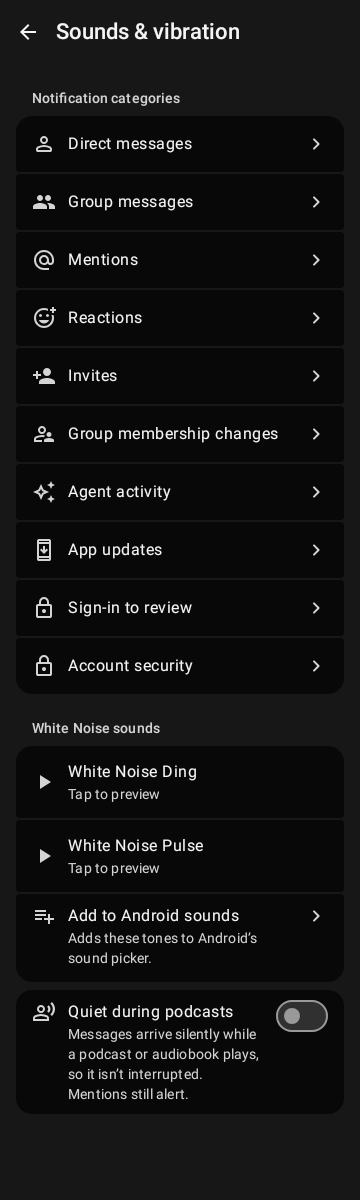 Sounds & vibration
Notification categories
Direct messages
Group messages
Mentions
Reactions
Invites
Group membership changes
Agent activity
App updates
Sign-in to review
Account security
White Noise sounds
White Noise Ding
Tap to preview
White Noise Pulse
Tap to preview
Add to Android sounds
Adds these tones to Android’s
sound picker.
Quiet during podcasts
Messages arrive silently while
a podcast or audiobook plays,
so it isn’t interrupted.
Mentions still alert.